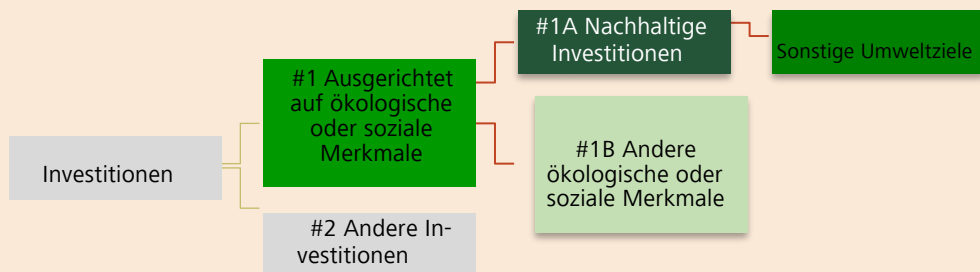 Investitionen
#1 Ausgerichtet
auf ökologische
oder soziale
Merkmale
#2 Andere In-
vestitionen
#1A Nachhaltige
Investitionen
#1B Andere
ökologische oder
soziale Merkmale
Sonstige Umweltziele